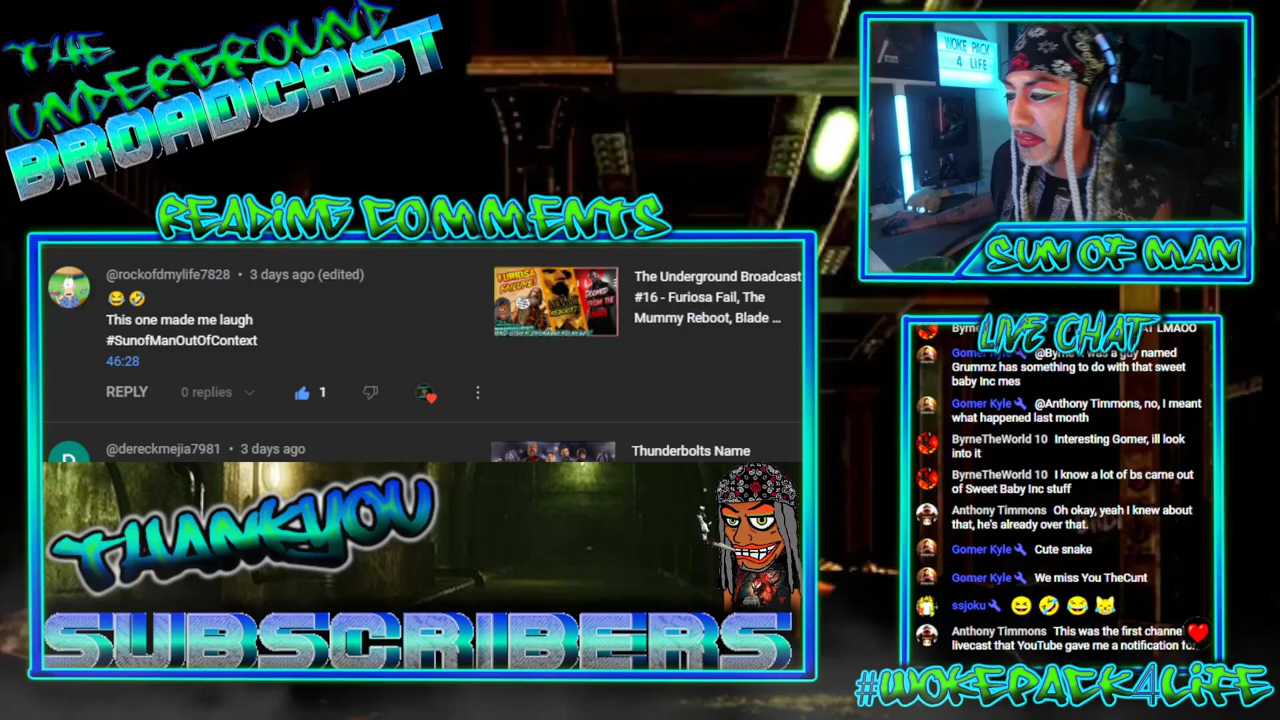 THE
UNDERGROUND
BROADCAST
READING COMMENTS
@rockofdmylife7828 • 3 days ago (edited)
😂🤣
This one made me laugh
#SunofManOutOfContext
46:28
REPLY 0 replies 1
The Underground Broadcast
#16 - Furiosa Fail, The
Mummy Reboot, Blade ...
FURIOSA
FAILURE!
D
@dereckmejia7981 • 3 days ago
Thunderbolts Name
THANKYOU
SUBSCRIBERS
WOKE PACK
4 LIFE
SUN OF MAN
LIVE CHAT
LMAOO
Gomer Kyle was a guy named
Grummz has something to do with that sweet
baby Inc mes
Gomer Kyle @Anthony Timmons, no, I meant
what happened last month
ByrneTheWorld 10 Interesting Gomer, ill look
into it
ByrneTheWorld 10 I know a lot of bs came out
of Sweet Baby Inc stuff
Anthony Timmons Oh okay, yeah I knew about
that, he's already over that.
Gomer Kyle Cute snake
Gomer Kyle We miss You TheCunt
ssjoku 😆🤣😂😹
Anthony Timmons This was the first channe
livecast that YouTube gave me a notification
#WOKEPACK4LIFE